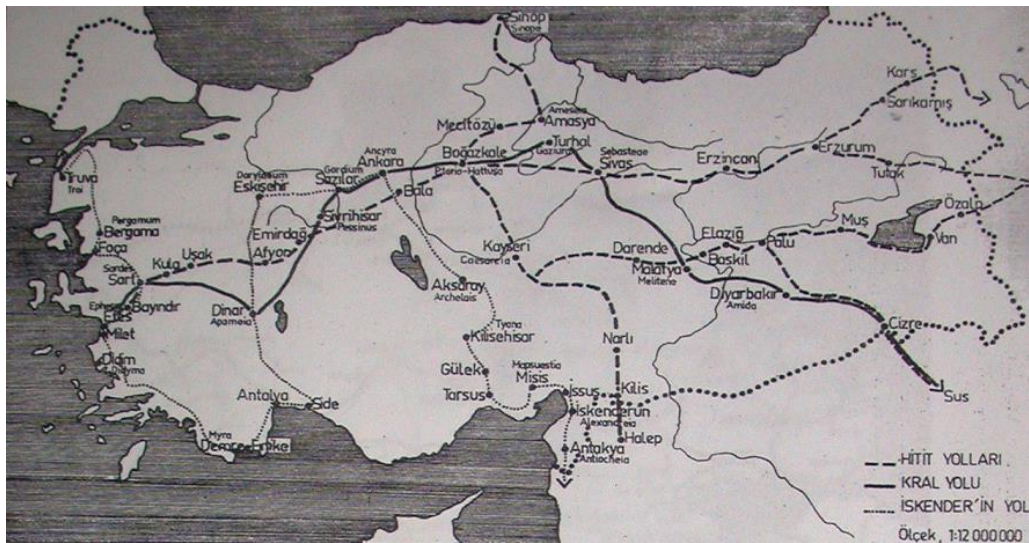 Sinop
Sinope
Kars
Sarıkamış
Amaseia
Amasya
Mecitözü
Turhal
Gaziura
Ancyra
Ankara
Boğazkale
Pteria-Hattuşa
Sebasteae
Sivas
Erzincan
Erzurum
Tutak
Gordium
Sazılar
Dorylaeum
Eskişehir
Bala
Truva
Troi
Sivrihisar
Pessinus
Özalp
Van
Pergamum
Bergama
Emirdağ
Elazığ
Palu
Muş
Foça
Afyon
Kayseri
Caesareia
Darende
Baskil
Sardes
Sart
Kula
Uşak
Malatya
Melitene
Aksaray
Archelais
Diyarbakır
Amida
Bayındır
Efes
Dinar
Apameia
Milet
Cizre
Tyana
Kilisehisar
Narlı
Didim
Didyma
Gülek
Mopsuestia
Misis
Tarsus
İssus
Kilis
Sus
Antalya
Side
İskenderun
Alexandreia
Halep
Myra
Demre
Antakya
Antiocheia
HİTİT YOLLARI
KRAL YOLU
İSKENDER'İN YOL
Ölçek, 1:12 000 000